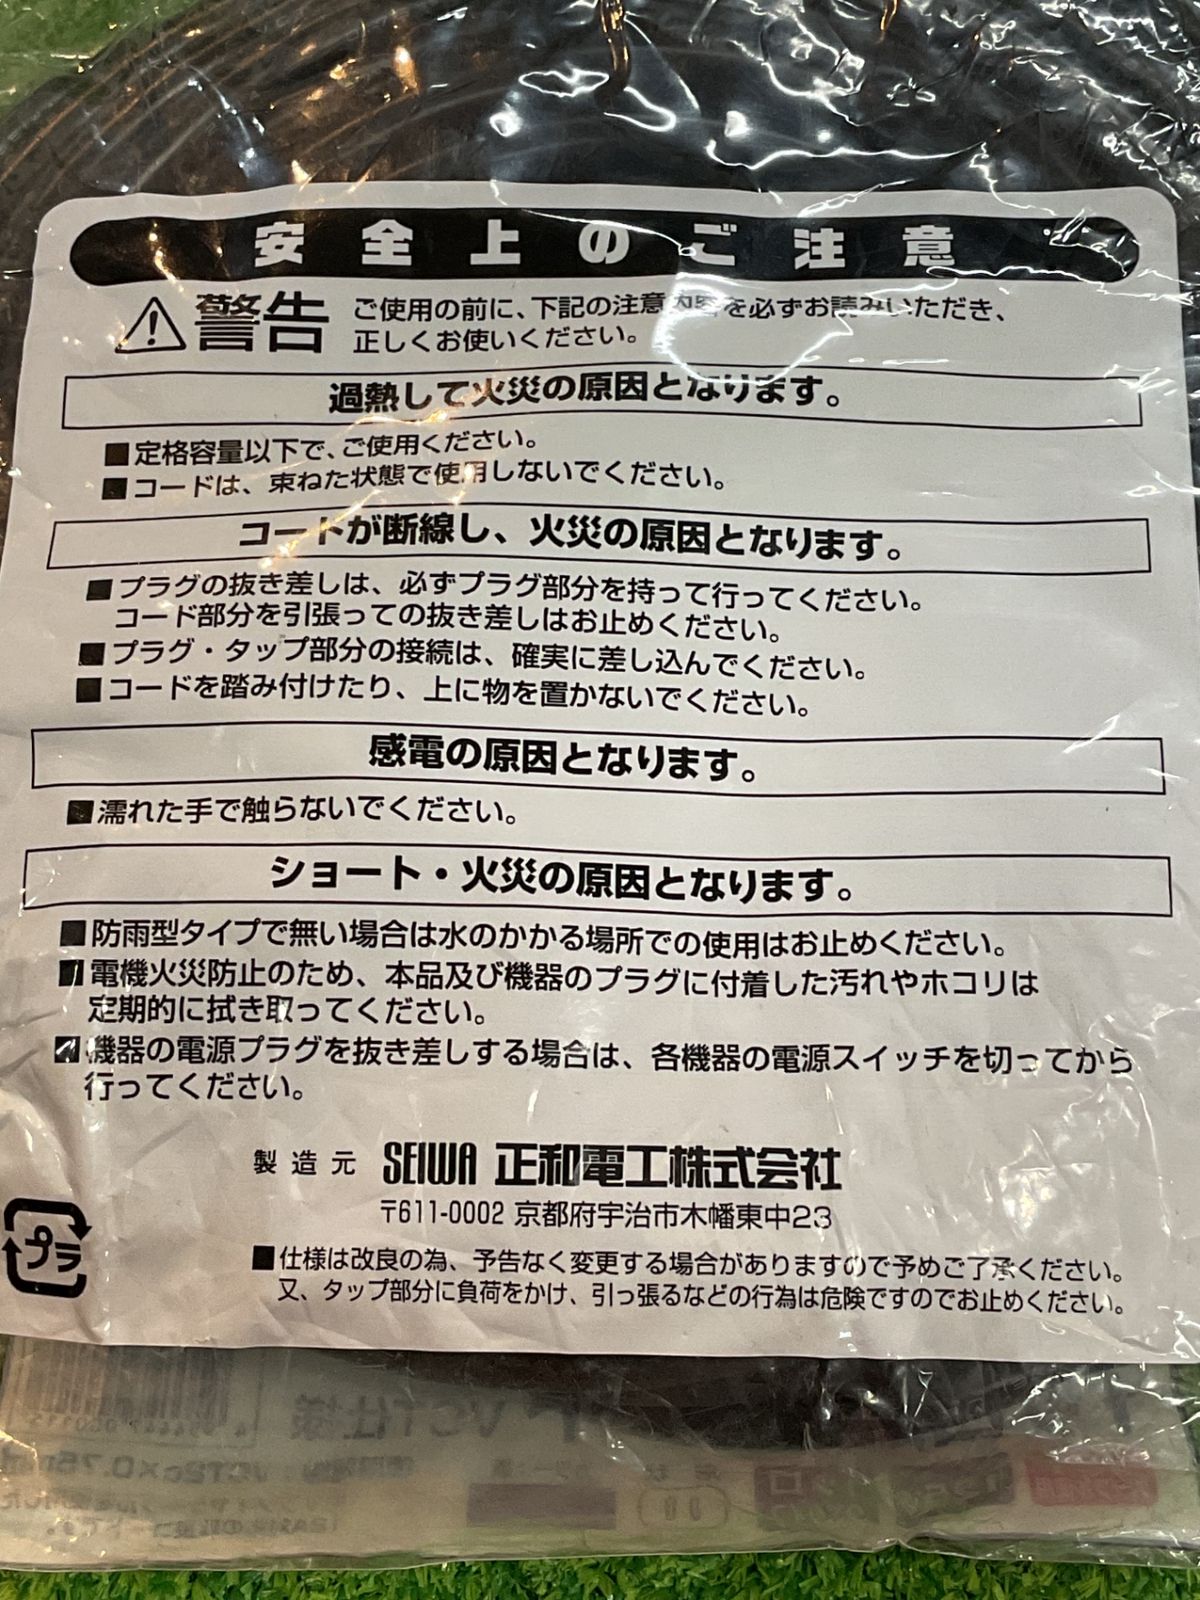 安全上のご注意
警告 ご使用の前に、下記の注意内容を必ずお読みいただき、
正しくお使いください。
過熱して火災の原因となります。
■定格容量以下で、ご使用ください。
■コードは、束ねた状態で使用しないでください。
コードが断線し、火災の原因となります。
■プラグの抜き差しは、必ずプラグ部分を持って行ってください。
コード部分を引張っての抜き差しはお止めください。
■プラグ・タップ部分の接続は、確実に差し込んでください。
■コードを踏み付けたり、上に物を置かないでください。
感電の原因となります。
■濡れた手で触らないでください。
ショート・火災の原因となります。
■防雨型タイプで無い場合は水のかかる場所での使用はお止めください。
■電機火災防止のため、本品及び機器のプラグに付着した汚れやホコリは
定期的に拭き取ってください。
■機器の電源プラグを抜き差しする場合は、各機器の電源スイッチを切ってから
行ってください。
製造元 SEIWA 正和電工株式会社
〒611-0002 京都府宇治市木幡東中23
プラ
■仕様は改良の為、予告なく変更する場合がありますので予めご了承ください。
又、タップ部分に負荷をかけ、引っ張るなどの行為は危険ですのでお止めください。